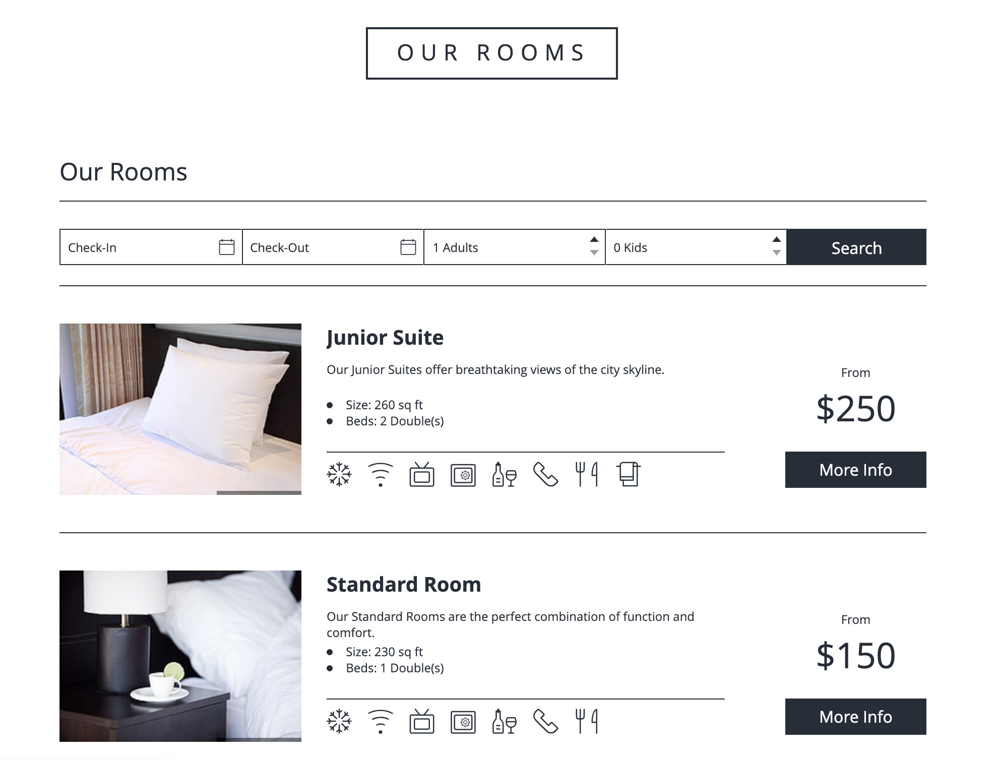 OUR ROOMS
Our Rooms
Check-In
Check-Out
1 Adults
0 Kids
Search
Junior Suite
Our Junior Suites offer breathtaking views of the city skyline.
Size: 260 sq ft
Beds: 2 Double(s)
From
$250
More Info
Standard Room
Our Standard Rooms are the perfect combination of function and
comfort.
Size: 230 sq ft
Beds: 1 Double(s)
From
$150
More Info